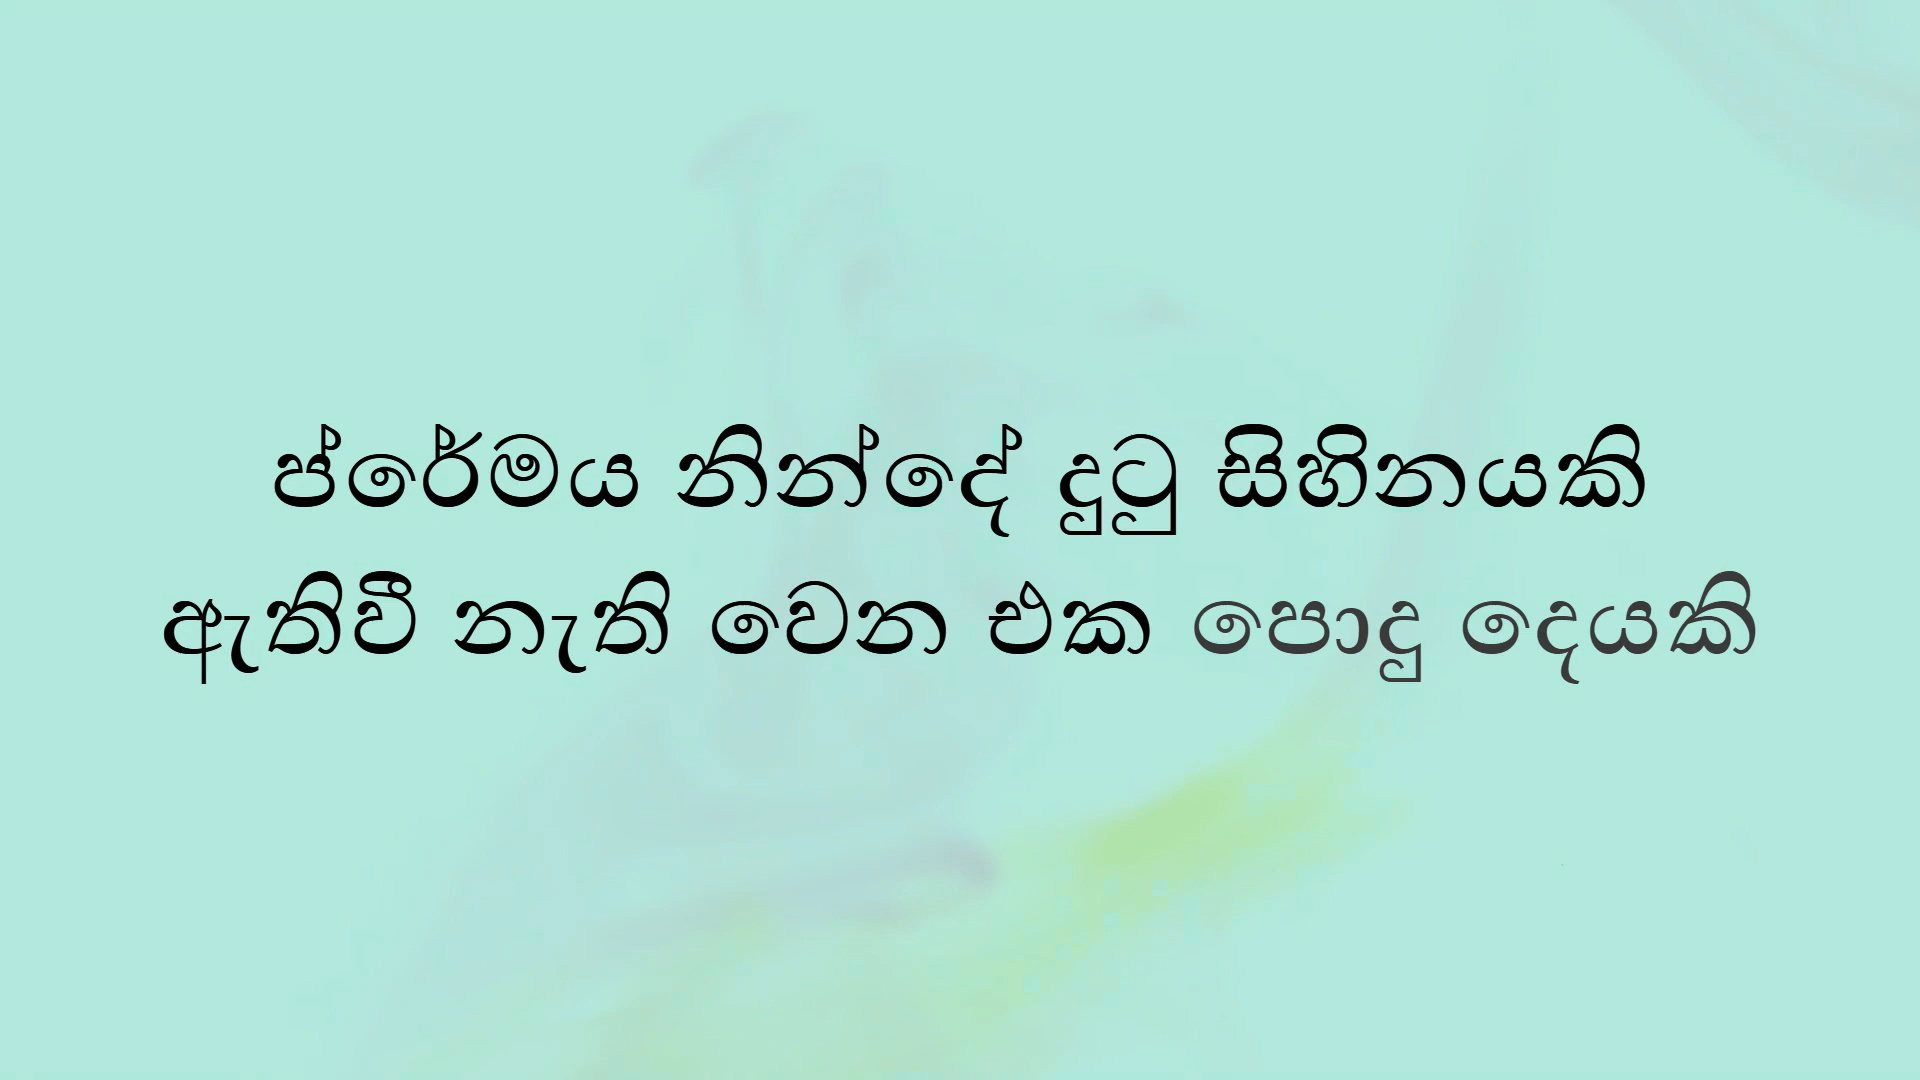 ප්රේමය නින්දේ දුටු සිහිනයකි
ඇතිවී නැති වෙන එක පොදු දෙයකි